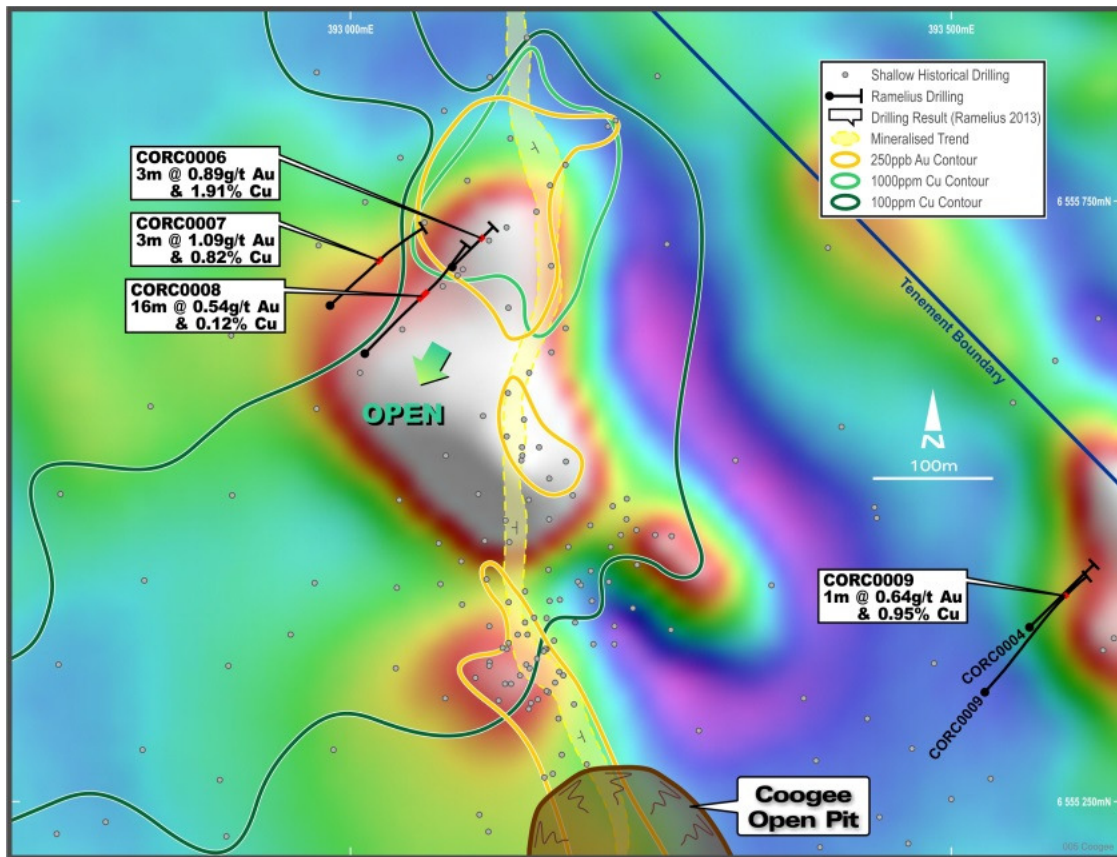 393 000mE
393 500mE
Shallow Historical Drilling
Ramelius Drilling
Drilling Result (Ramelius 2013)
Mineralised Trend
250ppb Au Contour
1000ppm Cu Contour
100ppm Cu Contour
CORC0006
3m @ 0.89g/t Au
& 1.91% Cu
6 555 750mN
CORC0007
3m @ 1.09g/t Au
& 0.82% Cu
CORC0008
16m @ 0.54g/t Au
& 0.12% Cu
Tenement Boundary
OPEN
N
100m
CORC0009
1m @ 0.64g/t Au
& 0.95% Cu
CORC0004
CORC0009
Coogee
Open Pit
6 555 250mN
006 Coogee